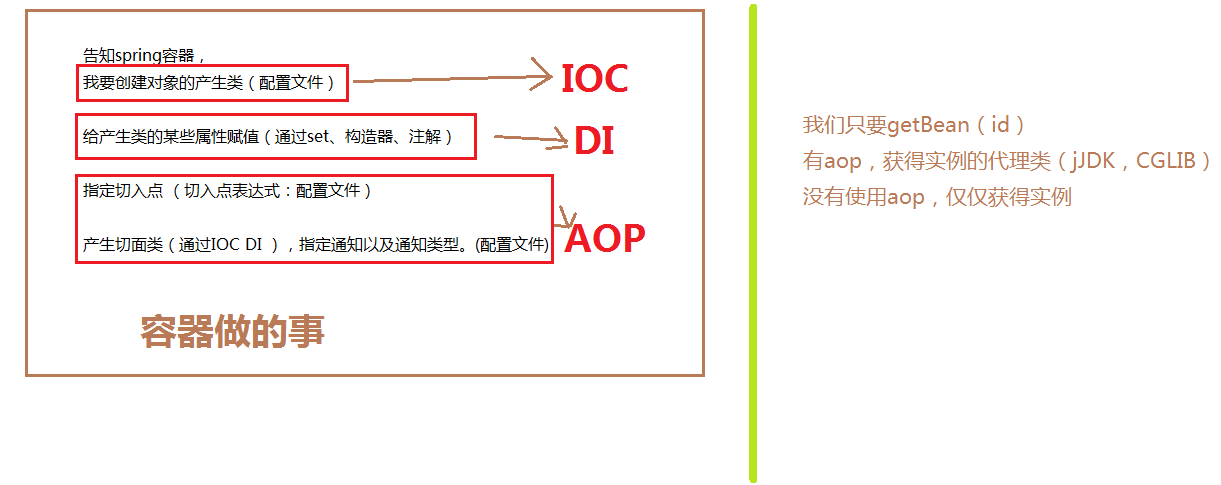 告知spring容器，
我要创建对象的产生类（配置文件）
IOC
给产生类的某些属性赋值（通过set、构造器、注解）
DI
指定切入点 （切入点表达式：配置文件）
产生切面类（通过IOC DI ），指定通知以及通知类型。(配置文件)
AOP
容器做的事
我们只要getBean（id）
有aop，获得实例的代理类（jJDK，CGLIB）
没有使用aop，仅仅获得实例